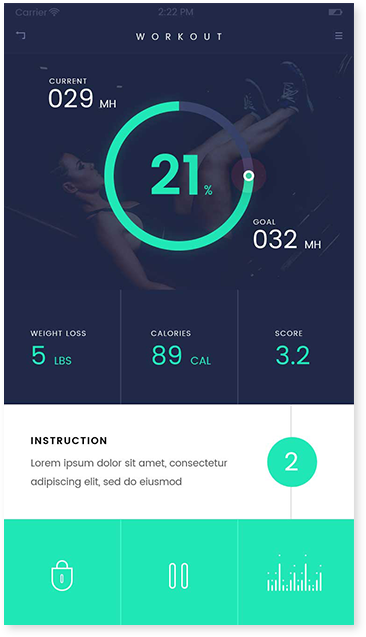 Carrier 2:22 PM
WORKOUT
CURRENT
029 MH
21%
GOAL
032 MH
WEIGHT LOSS
5 LBS
CALORIES
89 CAL
SCORE
3.2
INSTRUCTION
Lorem ipsum dolor sit amet, consectetur
adipiscing elit, sed do eiusmod
2